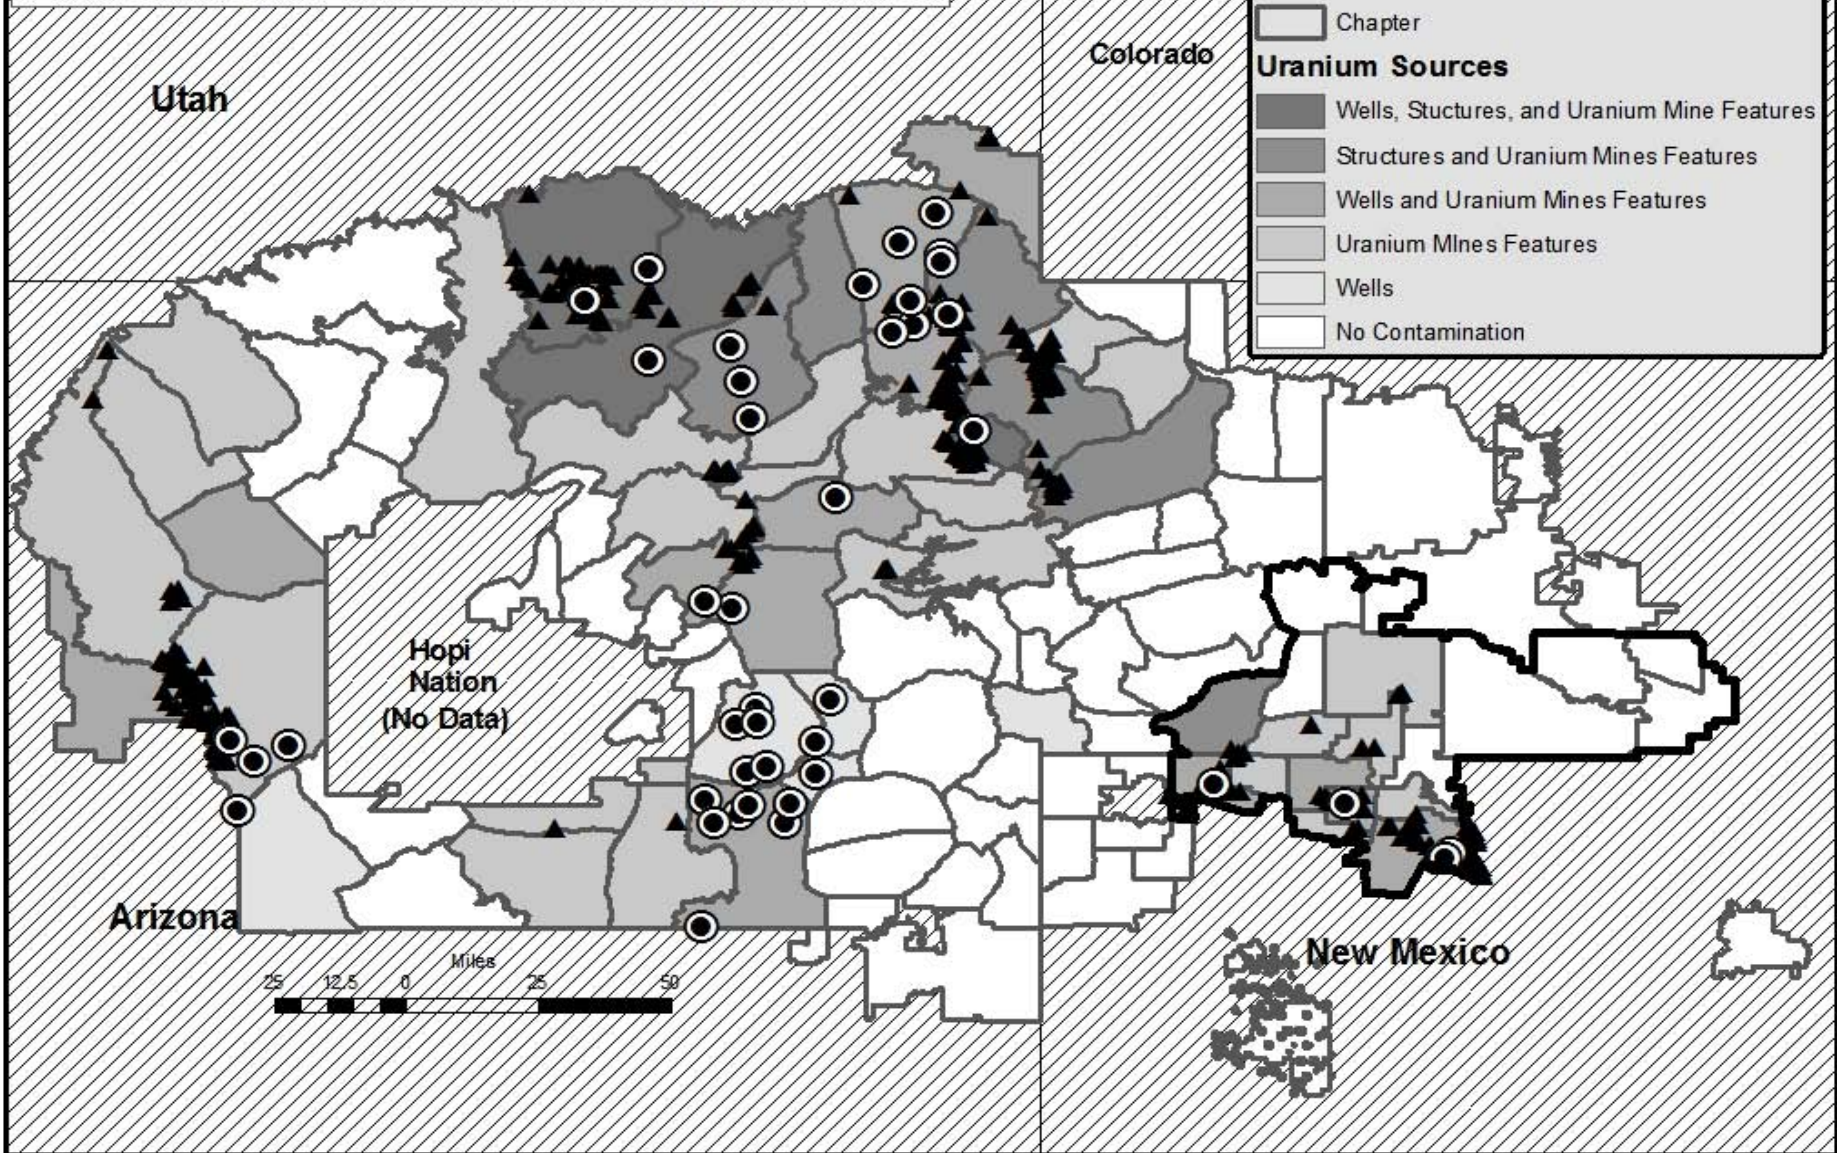 Colorado
Utah
Chapter
Uranium Sources
Wells, Stuctures, and Uranium Mine Features
Structures and Uranium Mines Features
Wells and Uranium Mines Features
Uranium MInes Features
Wells
No Contamination
Hopi
Nation
(No Data)
Arizona
New Mexico
Miles
25 12.5 0 25 50